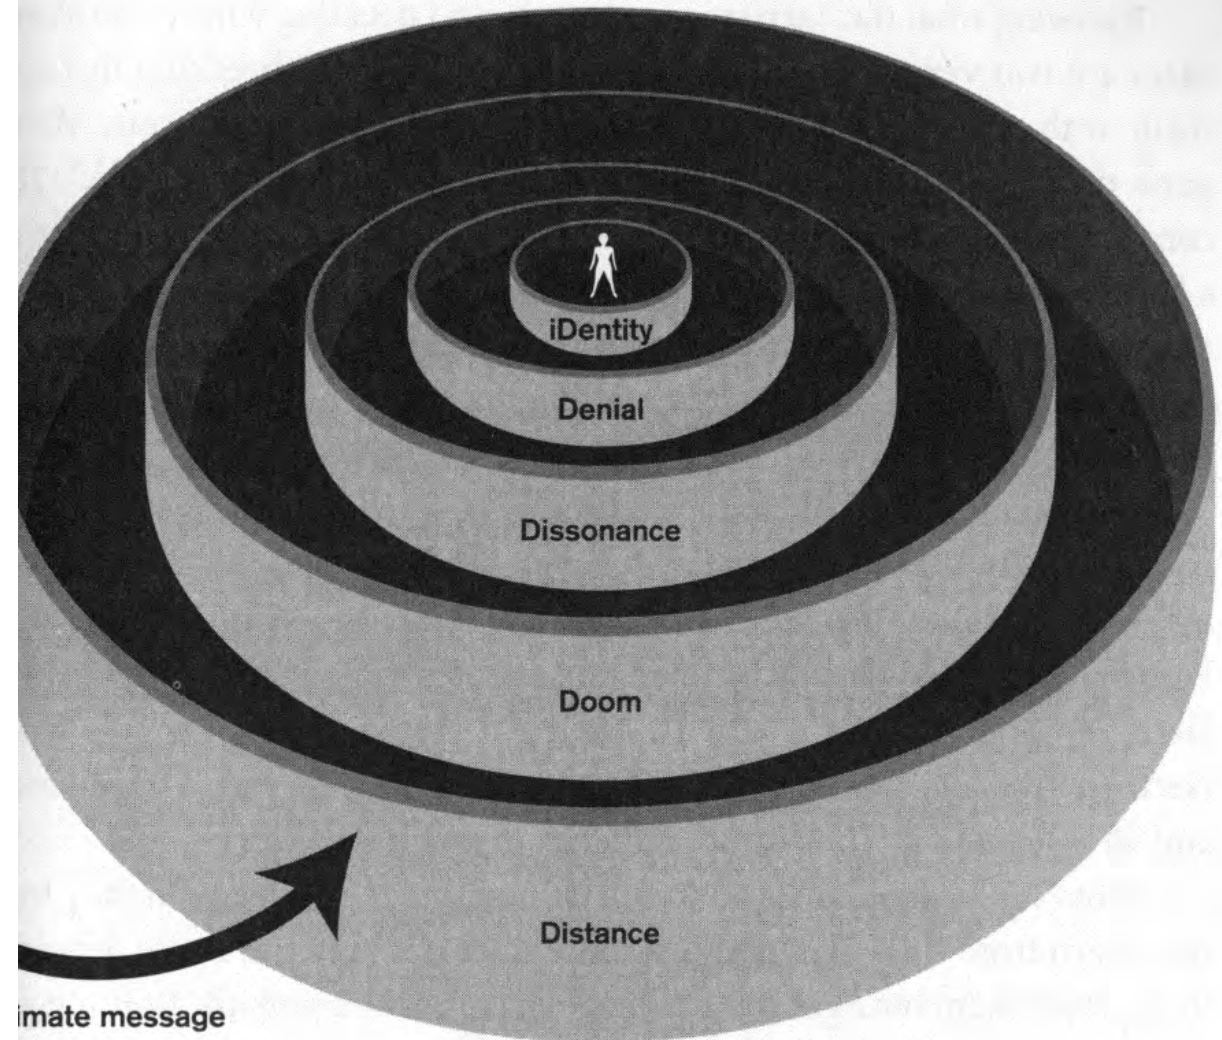 iDentity
Denial
Dissonance
Doom
Distance
imate message